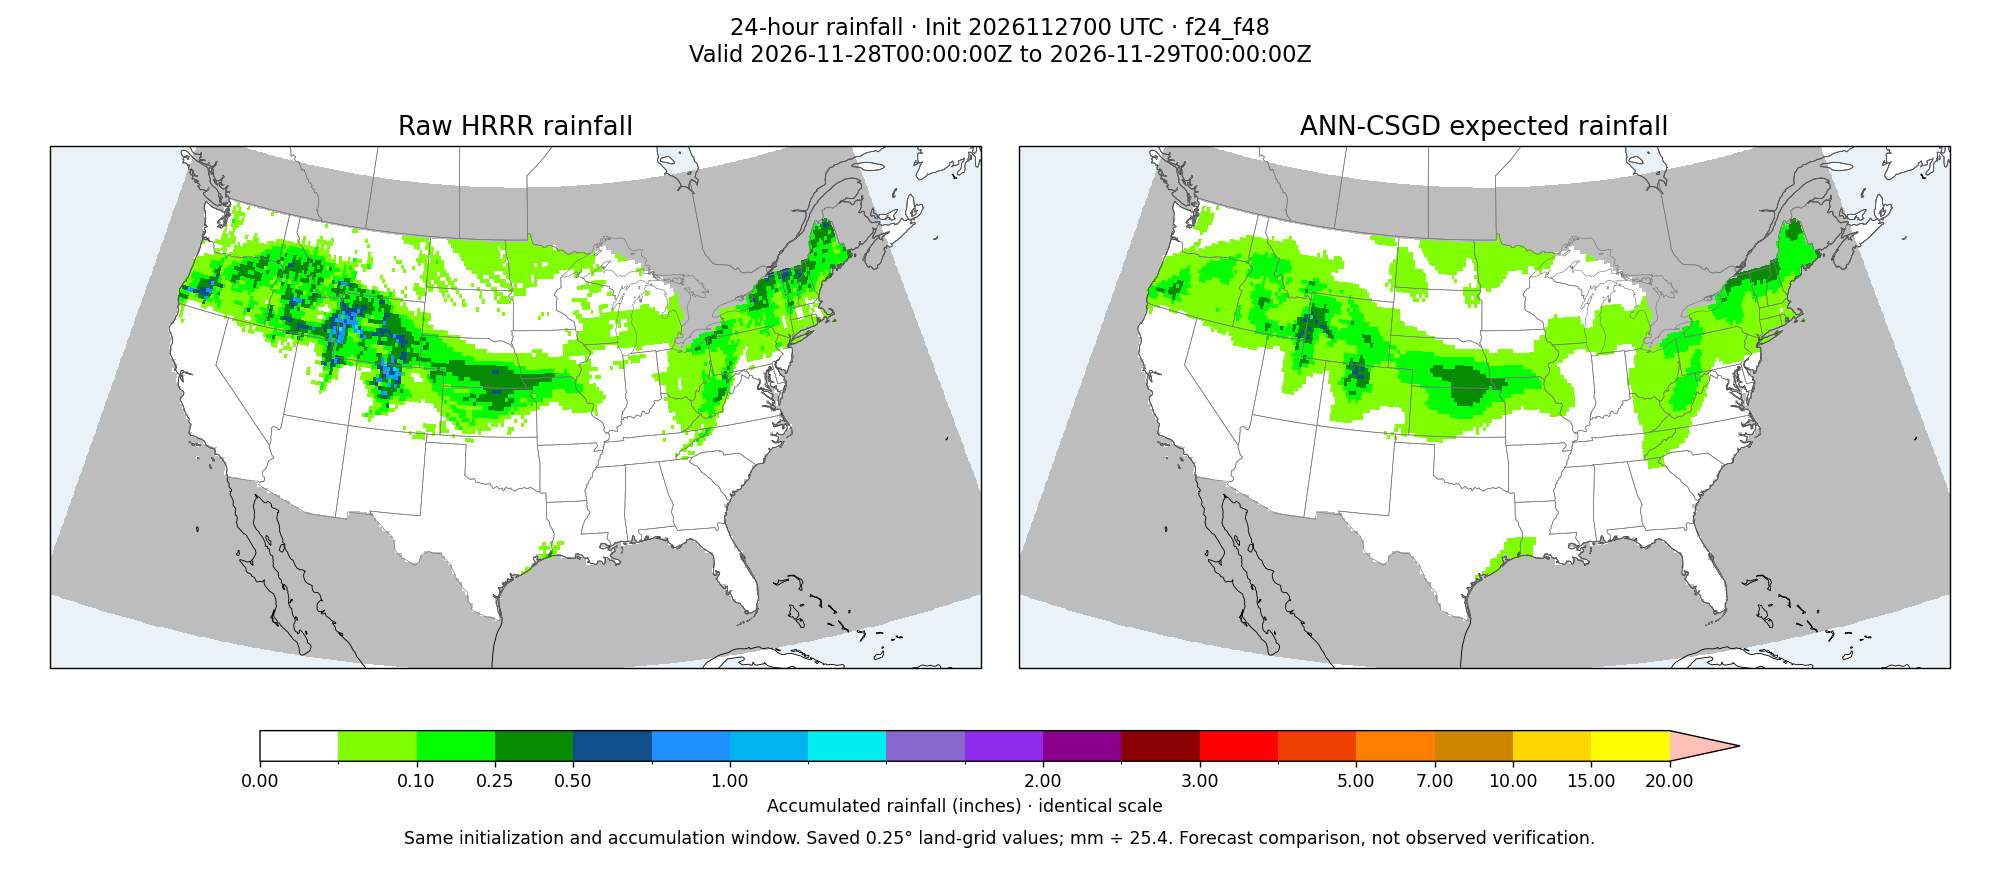 24-hour rainfall · Init 2026112700 UTC · f24_f48
Valid 2026-11-28T00:00:00Z to 2026-11-29T00:00:00Z
Raw HRRR rainfall
ANN-CSGD expected rainfall
0.00 0.10 0.25 0.50 1.00 2.00 3.00 5.00 7.00 10.00 15.00 20.00
Accumulated rainfall (inches) · identical scale
Same initialization and accumulation window. Saved 0.25° land-grid values; mm ÷ 25.4. Forecast comparison, not observed verification.